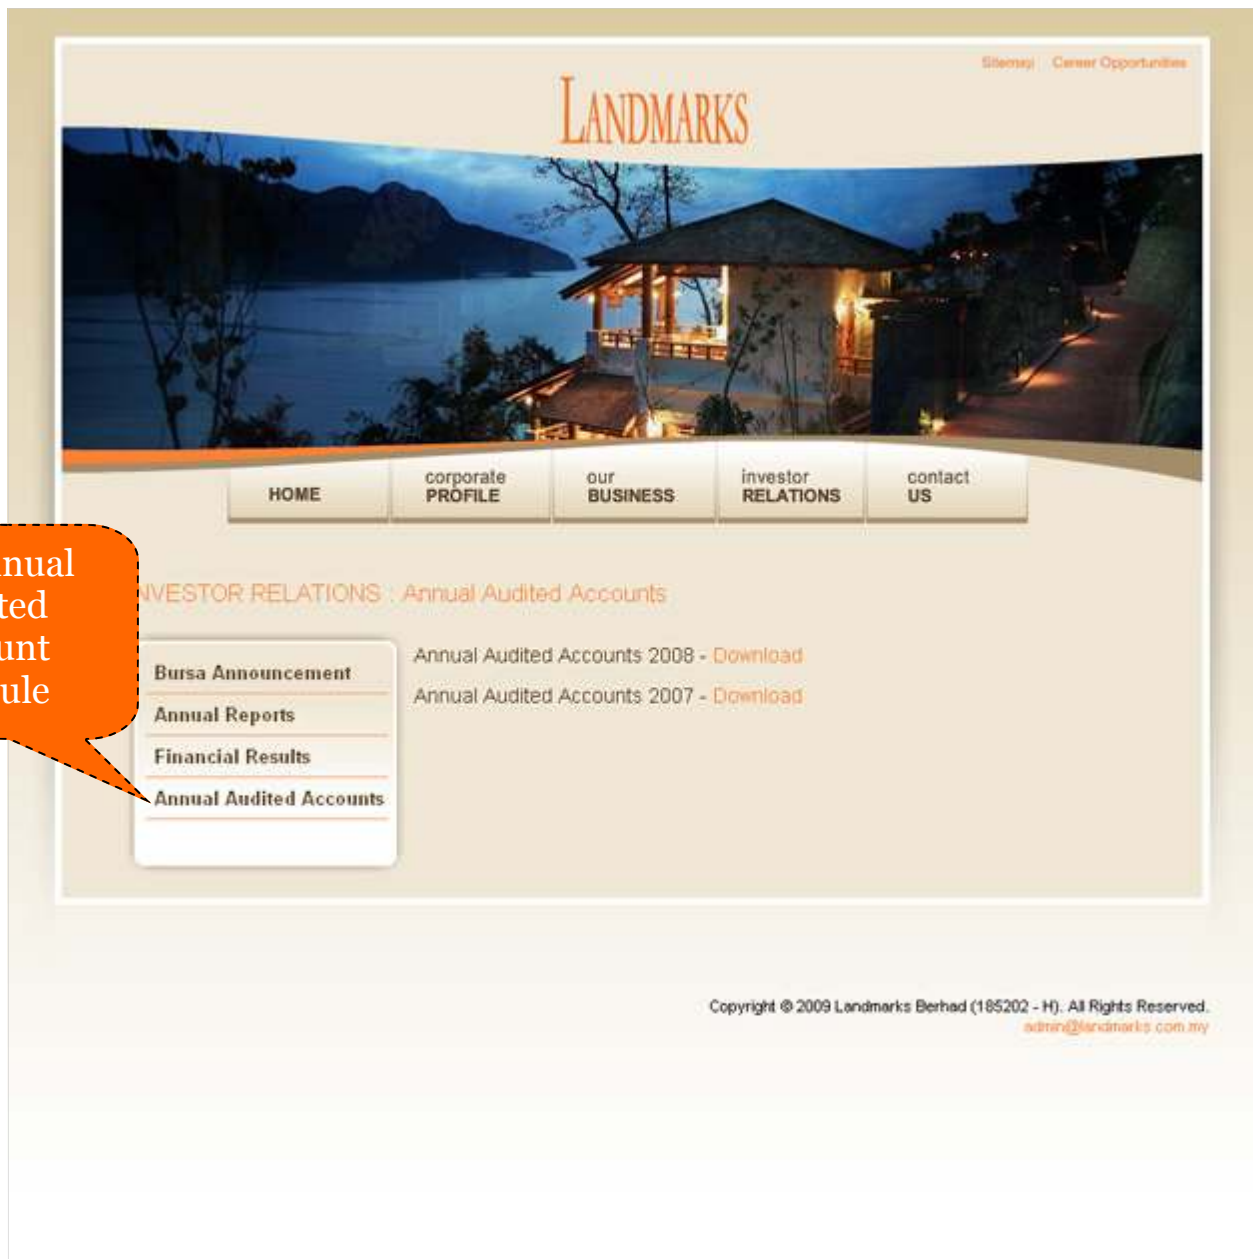 Sitemap Career Opportunities
LANDMARKS
HOME
corporate PROFILE
our BUSINESS
investor RELATIONS
contact US
nnual
ted
unt
ule
NVESTOR RELATIONS : Annual Audited Accounts
Bursa Announcement
Annual Reports
Financial Results
Annual Audited Accounts
Annual Audited Accounts 2008 - Download
Annual Audited Accounts 2007 - Download
Copyright © 2009 Landmarks Berhad (185202 - H). All Rights Reserved.
admin@landmarks.com.my